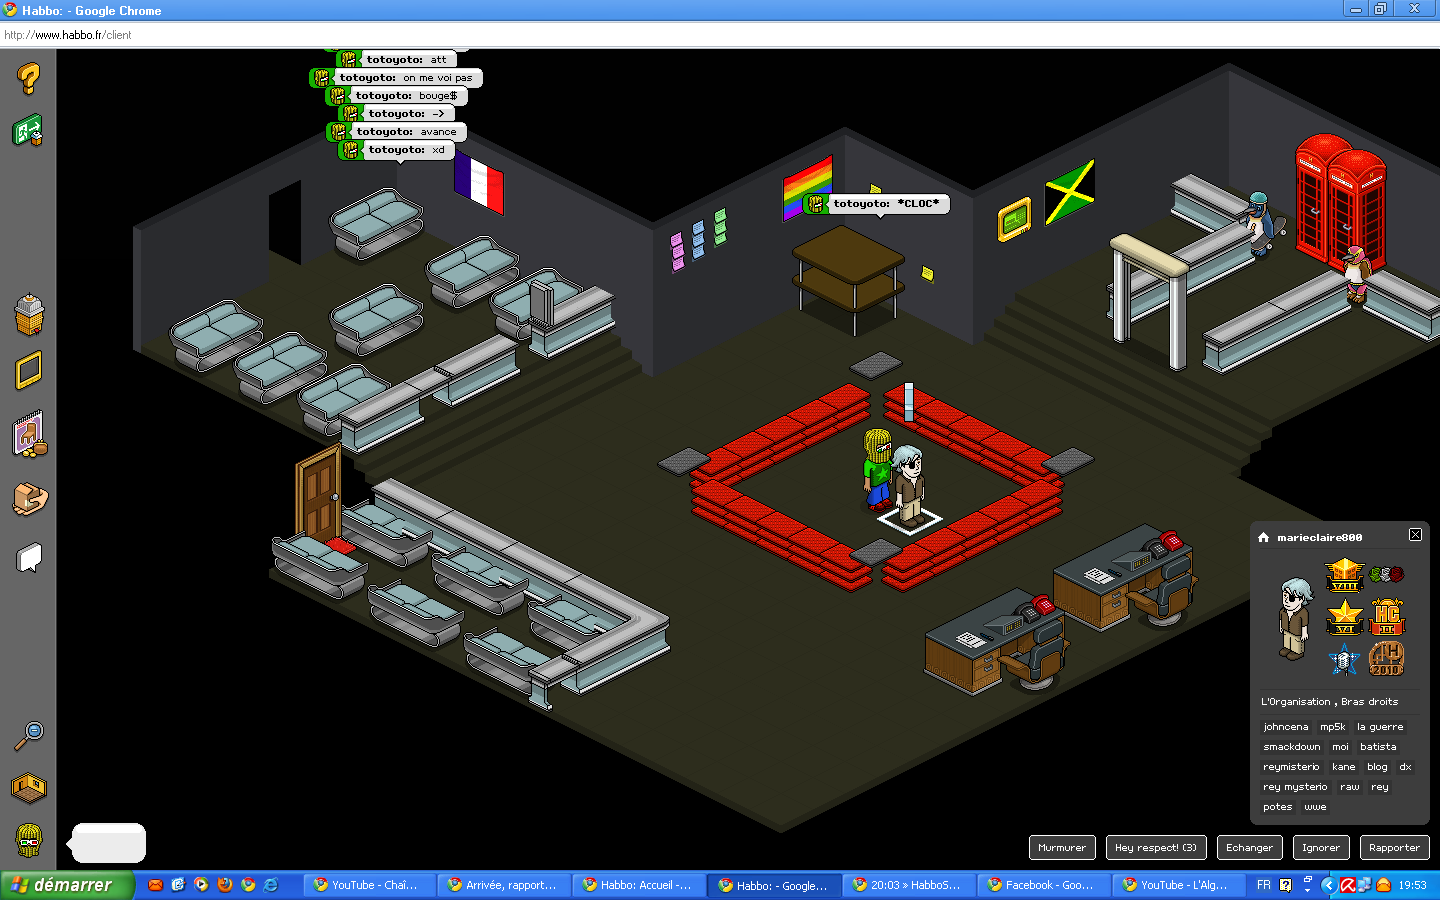 Habbo: - Google Chrome
http://www.habbo.fr/client
totoyoto: att
totoyoto: on me voi pas
totoyoto: bouge$
totoyoto: ->
totoyoto: avance
totoyoto: xd
totoyoto: *CLOC*
marieclaire800
HC
H
2010
L'Organisation , Bras droits
johncena mp5k la guerre
smackdown moi batista
reymisterio kane blog dx
rey mysterio raw rey
potes wwe
Murmurer Hey respect! (3) Echanger Ignorer Rapporter
démarrer YouTube - Chaî... Arrivée, rapport... Habbo: Accueil -... Habbo: - Google... 20:03 » HabboS... Facebook - Goo... YouTube - L'Alg... FR 19:53